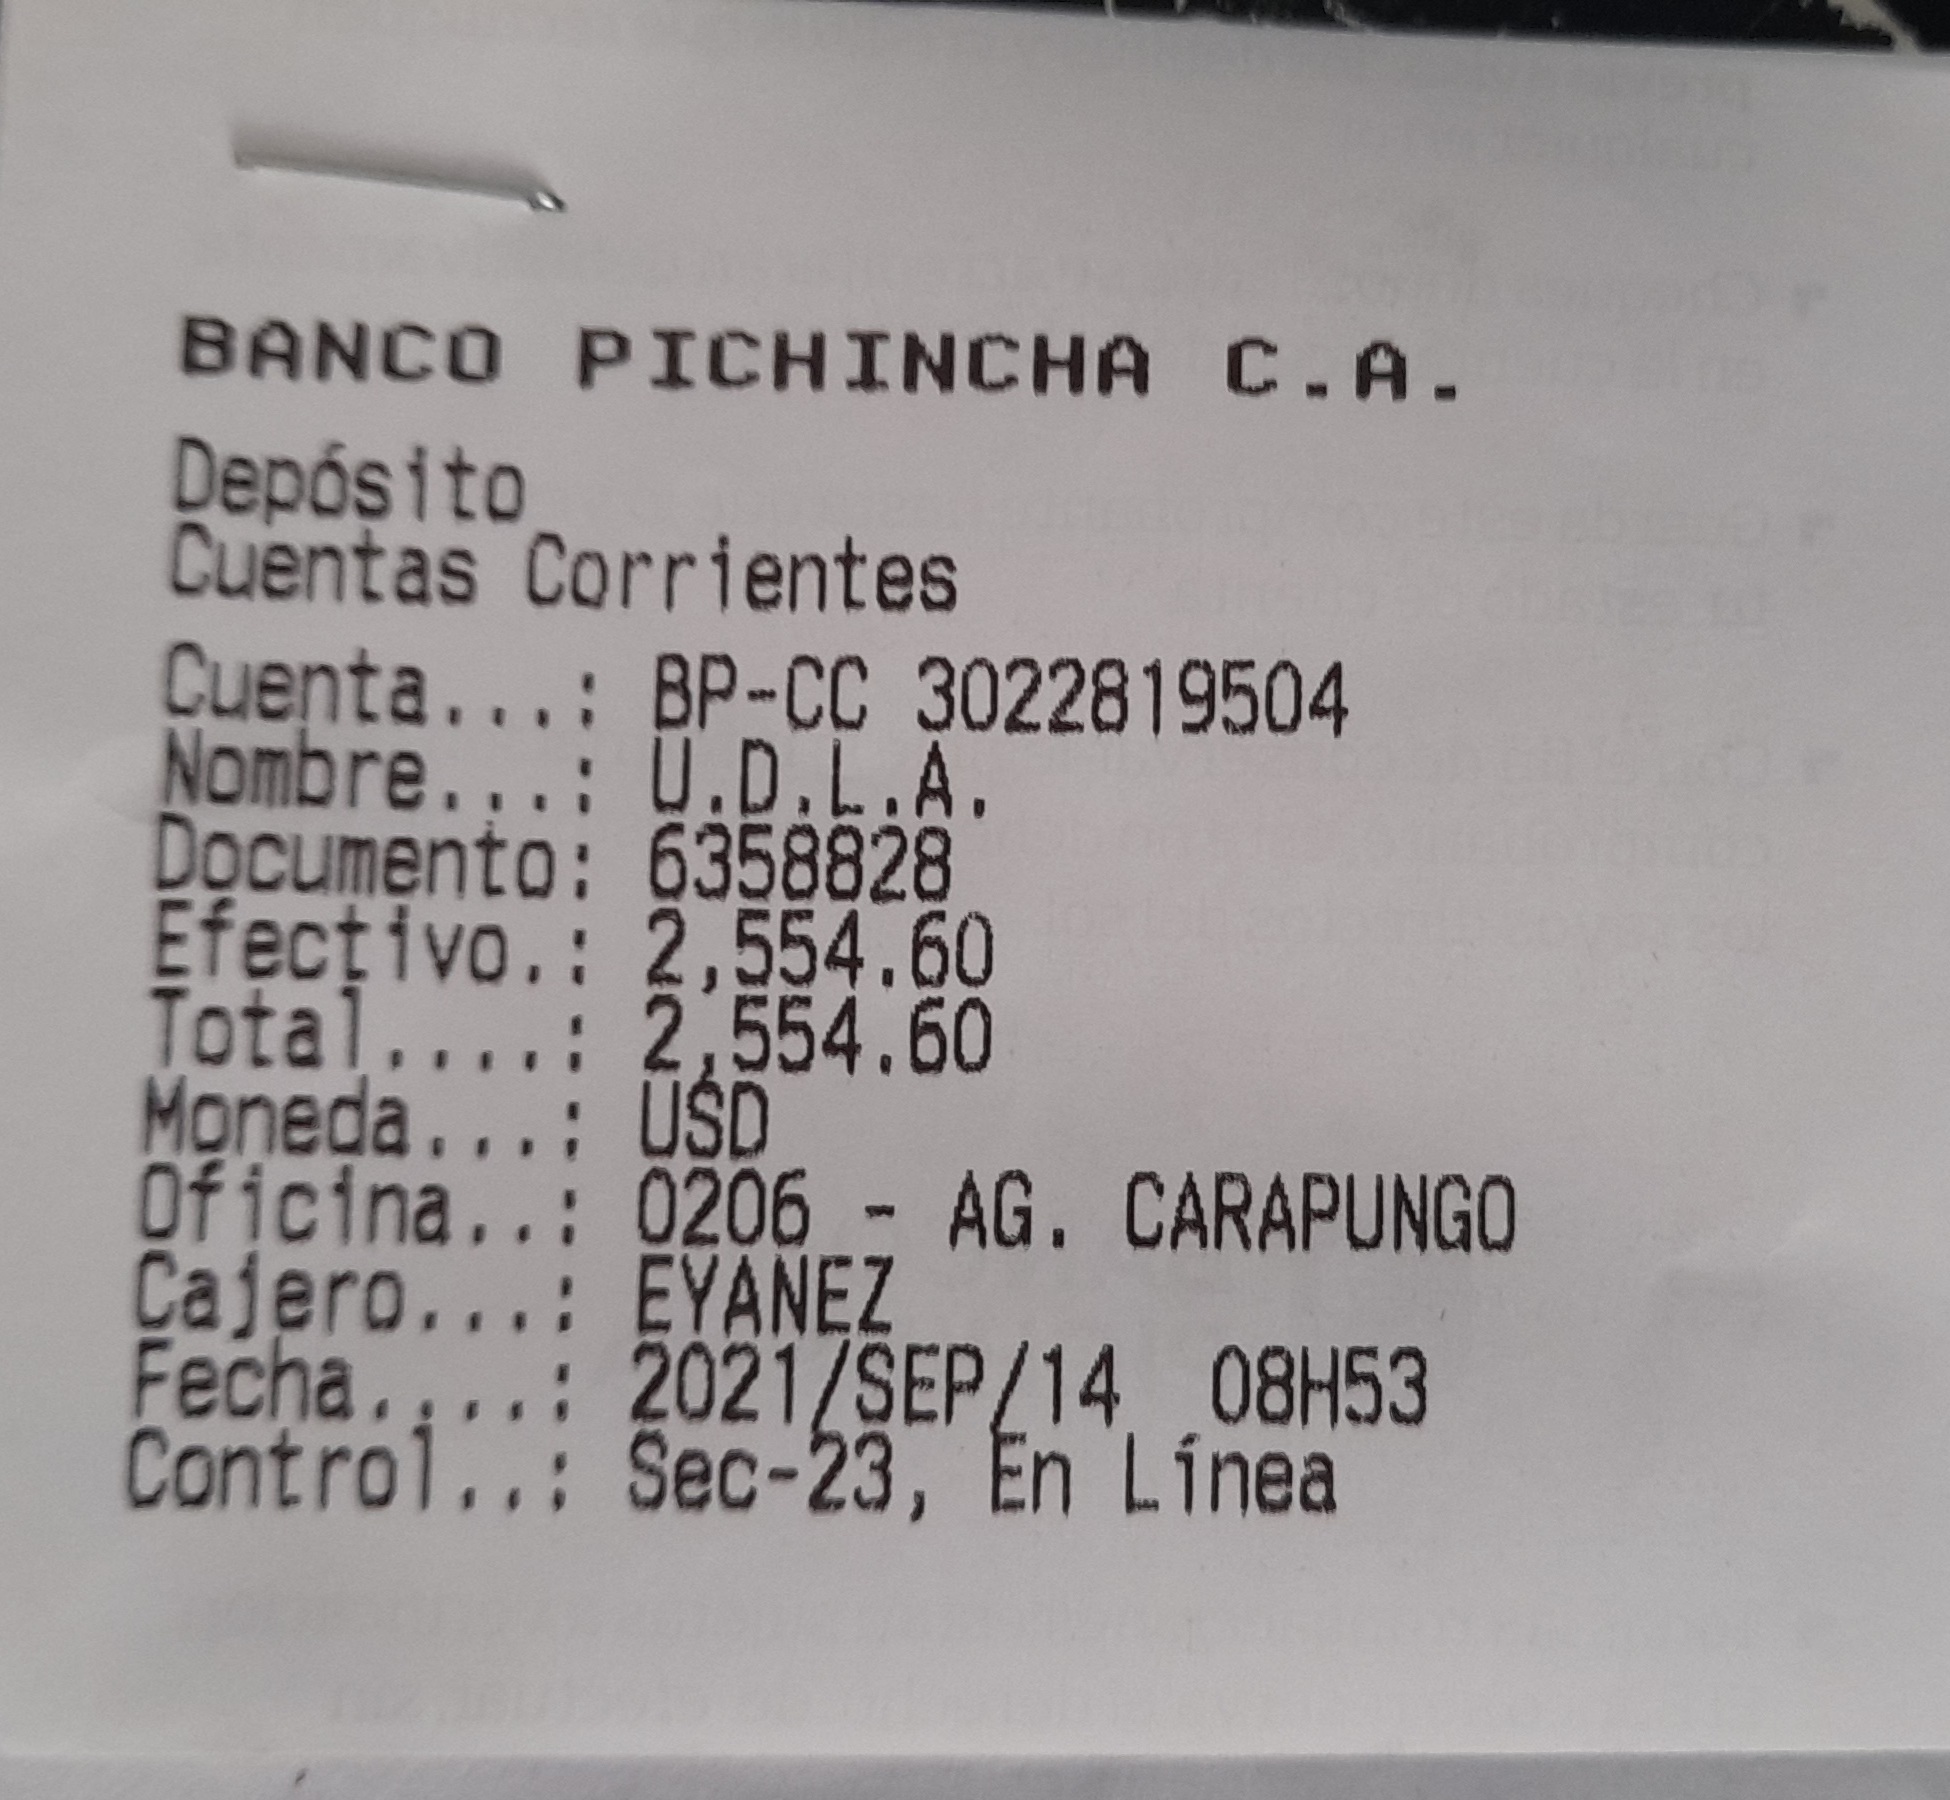 BANCO PICHINCHA C.A.
Depósito
Cuentas Corrientes
Cuenta...: BP-CC 3022819504
Nombre...: U.D.L.A.
Documento: 6358828
Efectivo.: 2,554.60
Total....: 2,554.60
Moneda...: USD
Oficina..: 0206 - AG. CARAPUNGO
Cajero...: EYANEZ
Fecha....: 2021/SEP/14 08H53
Control..: Sec-23, En Línea